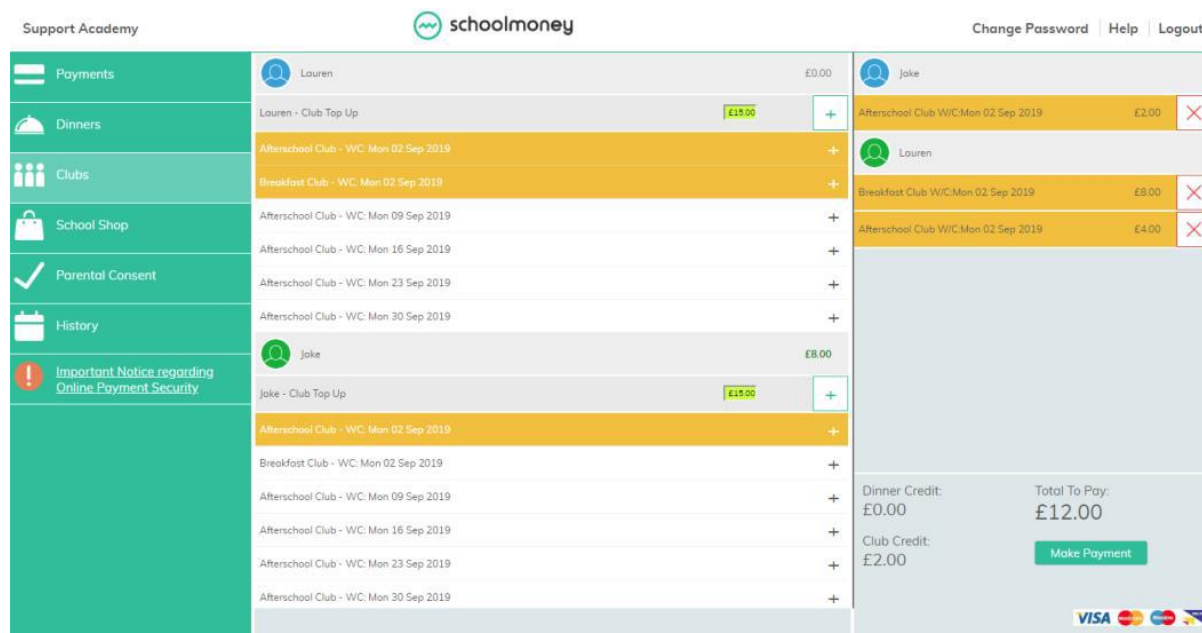 Support Academy
schoolmoney
Change Password
Help
Logout
Payments
Dinners
Clubs
School Shop
Parental Consent
History
Important Notice regarding
Online Payment Security
Lauren £0.00
Lauren - Club Top Up £15.00 +
Afterschool Club - WC: Mon 02 Sep 2019 +
Breakfast Club - WC: Mon 02 Sep 2019 +
Afterschool Club - WC: Mon 09 Sep 2019 +
Afterschool Club - WC: Mon 16 Sep 2019 +
Afterschool Club - WC: Mon 23 Sep 2019 +
Afterschool Club - WC: Mon 30 Sep 2019 +
Jake £8.00
Jake - Club Top Up £15.00 +
Afterschool Club - WC: Mon 02 Sep 2019 +
Breakfast Club - WC: Mon 02 Sep 2019 +
Afterschool Club - WC: Mon 09 Sep 2019 +
Afterschool Club - WC: Mon 16 Sep 2019 +
Afterschool Club - WC: Mon 23 Sep 2019 +
Afterschool Club - WC: Mon 30 Sep 2019 +
Jake
Afterschool Club W/C:Mon 02 Sep 2019 £2.00
Lauren
Breakfast Club W/C:Mon 02 Sep 2019 £8.00
Afterschool Club W/C:Mon 02 Sep 2019 £4.00
Dinner Credit:
£0.00
Club Credit:
£2.00
Total To Pay:
£12.00
Make Payment
VISA